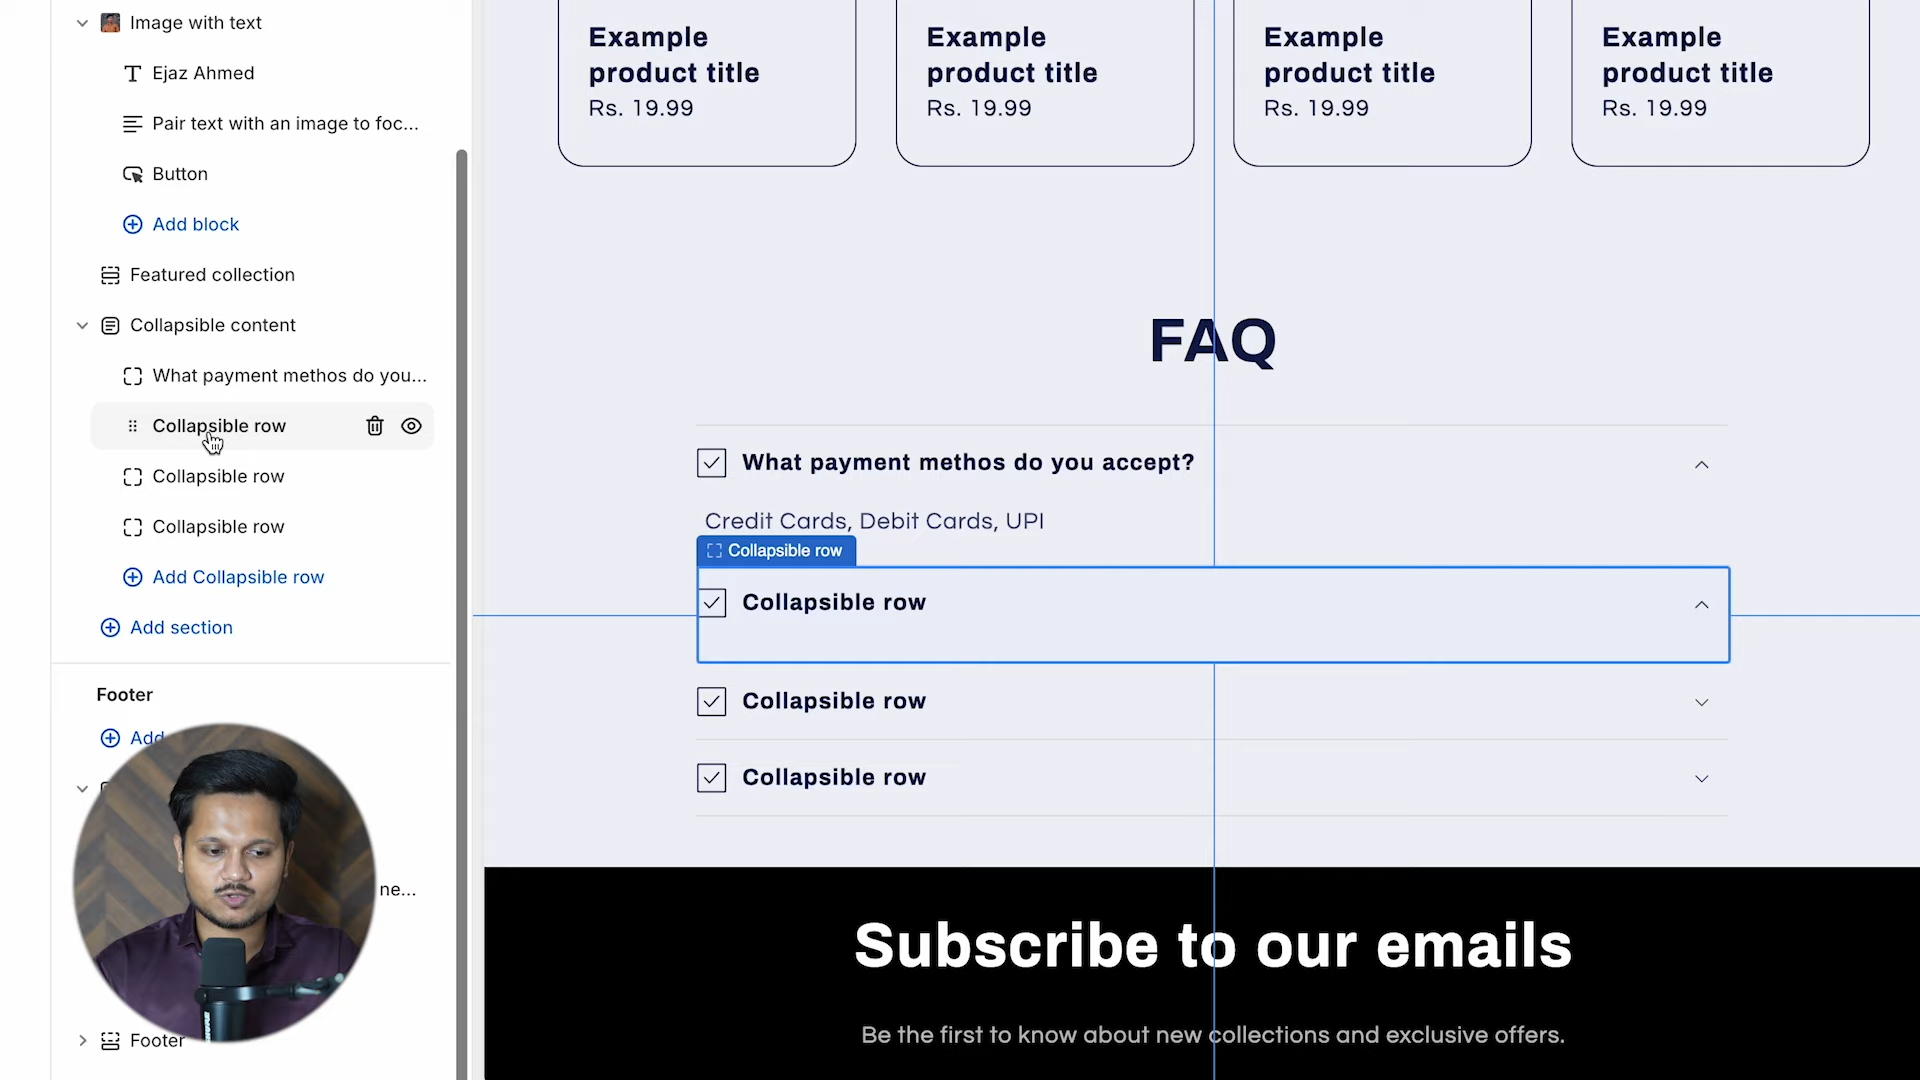 Image with text
Ejaz Ahmed
Pair text with an image to foc...
Button
Add block
Featured collection
Collapsible content
What payment methos do you...
Collapsible row
Collapsible row
Collapsible row
Add Collapsible row
Add section
Footer
Add
ne...
Footer
Example
product title
Rs. 19.99
Example
product title
Rs. 19.99
Example
product title
Rs. 19.99
Example
product title
Rs. 19.99
FAQ
What payment methos do you accept?
Credit Cards, Debit Cards, UPI
Collapsible row
Collapsible row
Collapsible row
Collapsible row
Subscribe to our emails
Be the first to know about new collections and exclusive offers.
SHURE